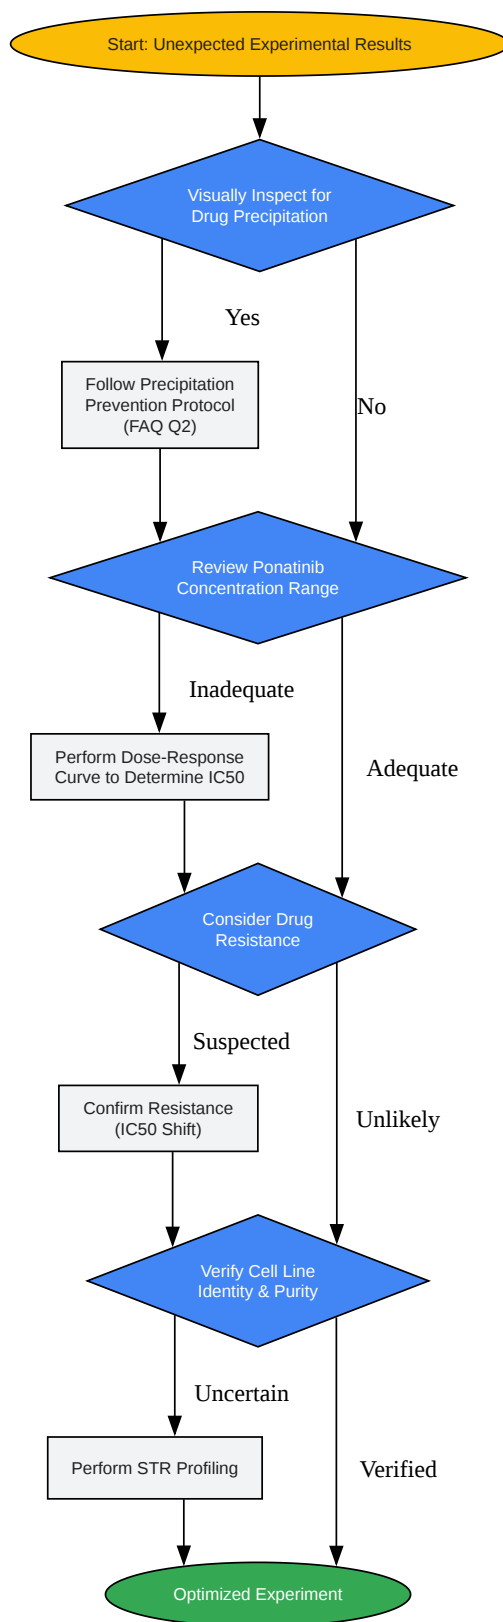 Start: Unexpected Experimental Results
Visually Inspect for
Drug Precipitation
Yes
Follow Precipitation
Prevention Protocol
(FAQ Q2)
No
Review Ponatinib
Concentration Range
Inadequate
Perform Dose-Response
Curve to Determine IC50
Adequate
Consider Drug
Resistance
Suspected
Confirm Resistance
(IC50 Shift)
Unlikely
Verify Cell Line
Identity & Purity
Uncertain
Perform STR Profiling
Verified
Optimized Experiment